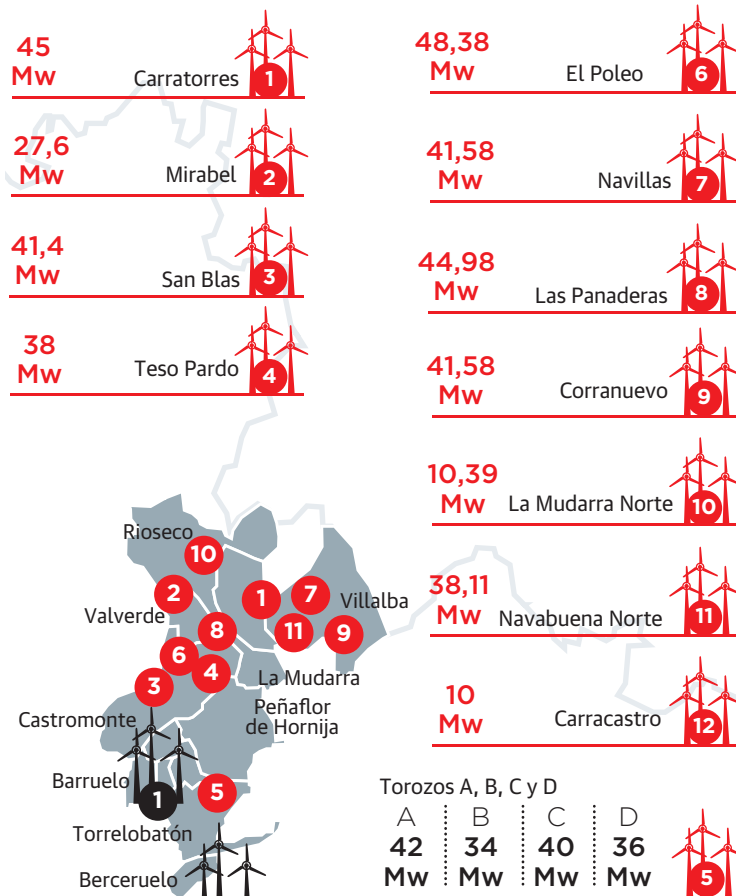 45
Mw
Carratorres
1
27,6
Mw
Mirabel
2
41,4
Mw
San Blas
3
38
Mw
Teso Pardo
4
48,38
Mw
El Poleo
6
41,58
Mw
Navillas
7
44,98
Mw
Las Panaderas
8
41,58
Mw
Corranuevo
9
10,39
Mw
La Mudarra Norte
10
38,11
Mw
Navabuena Norte
11
10
Mw
Carracastro
12
Rioseco
10
2
1
7
Villalba
Valverde
8
11
9
6
4
La Mudarra
3
Peñaflor
de Hornija
Castromonte
Barruelo
1
5
Torrelobatón
Berceruelo
Torozos A, B, C y D
A B C D
42 34 40 36
Mw Mw Mw Mw
5